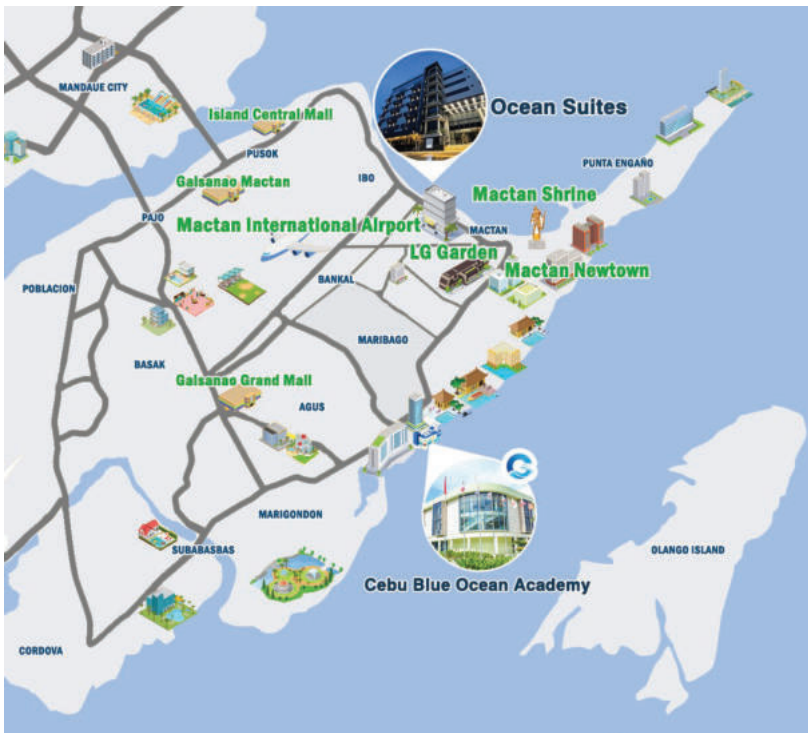 Ocean Suites
MANDAUE CITY
Island Central Mall
PUSOK
PUNTA ENGAÑO
IBO
Gaisanao Mactan
Mactan Shrine
PAJO
Mactan International Airport
MACTAN
LG Garden
Mactan Newtown
BANKAL
POBLACION
MARIBAGO
BASAK
Gaisanao Grand Mall
AGUS
MARIGONDON
SUBABASBAS
OLANGO ISLAND
Cebu Blue Ocean Academy
CORDOVA